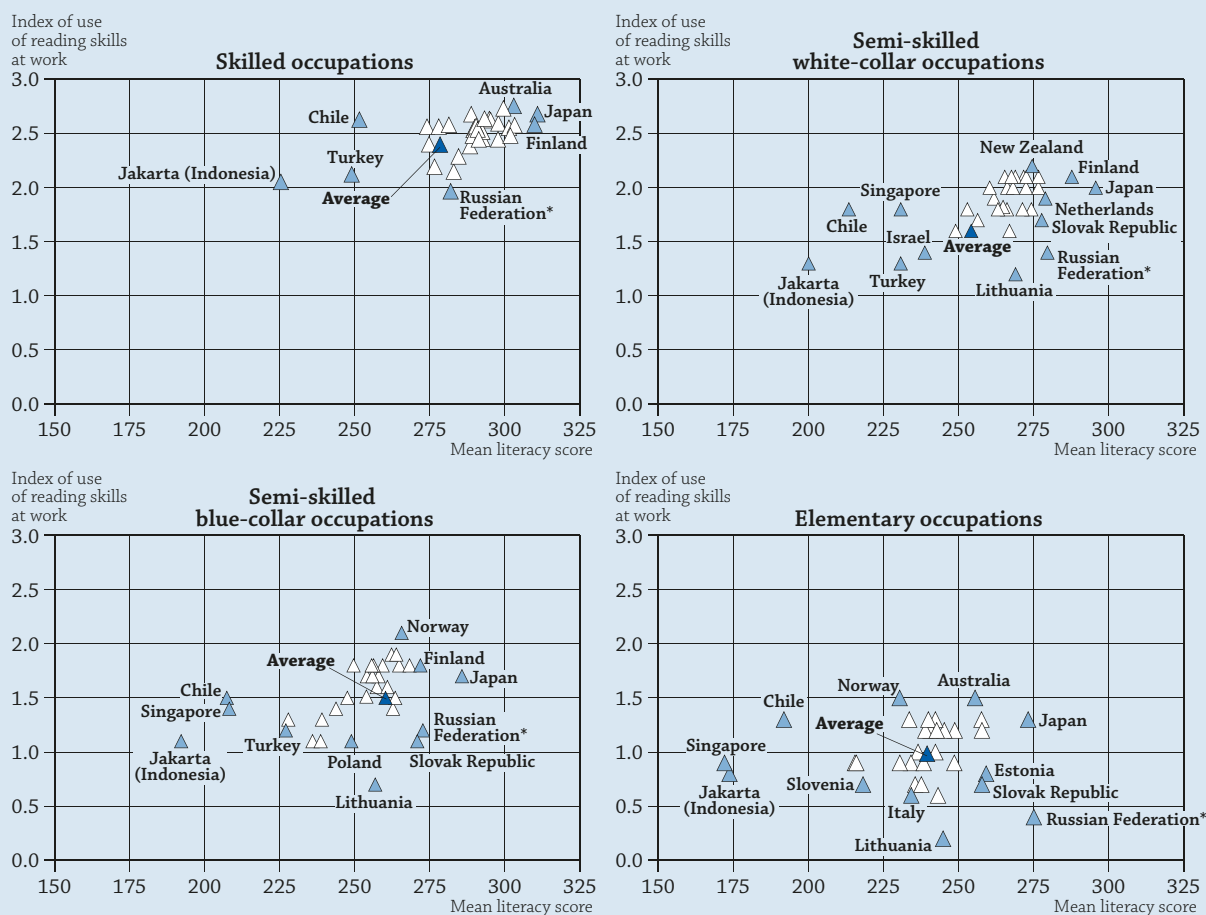 Index of use
of reading skills
at work
Skilled occupations
3.0
2.5
2.0
1.5
1.0
0.5
0.0
150
175
200
225
250
275
300
325
Mean literacy score
Australia
Japan
Chile
Finland
Turkey
Jakarta (Indonesia)
Average
Russian
Federation*
Index of use
of reading skills
at work
Semi-skilled
white-collar occupations
3.0
2.5
2.0
1.5
1.0
0.5
0.0
150
175
200
225
250
275
300
325
Mean literacy score
New Zealand
Finland
Singapore
Japan
Netherlands
Chile
Slovak Republic
Israel
Average
Russian
Federation*
Jakarta
(Indonesia)
Turkey
Lithuania
Index of use
of reading skills
at work
Semi-skilled
blue-collar occupations
3.0
2.5
2.0
1.5
1.0
0.5
0.0
150
175
200
225
250
275
300
325
Mean literacy score
Norway
Average
Finland
Japan
Chile
Singapore
Russian
Federation*
Turkey
Jakarta
(Indonesia)
Poland
Slovak Republic
Lithuania
Index of use
of reading skills
at work
Elementary occupations
3.0
2.5
2.0
1.5
1.0
0.5
0.0
150
175
200
225
250
275
300
325
Mean literacy score
Norway
Australia
Chile
Average
Japan
Singapore
Estonia
Slovenia
Slovak Republic
Jakarta
(Indonesia)
Italy
Russian Federation*
Lithuania